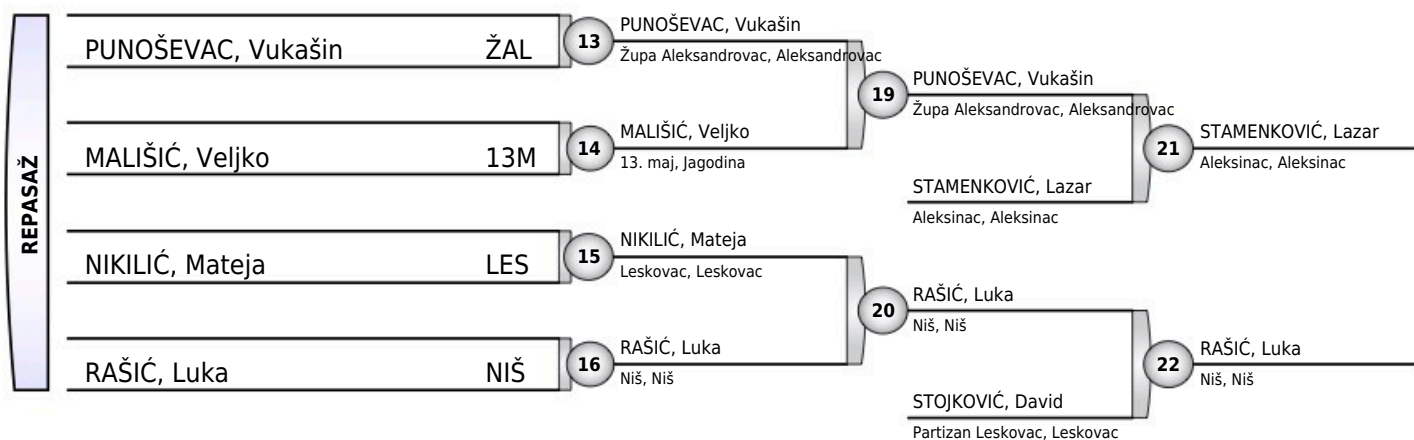 REPASAŽ
PUNOŠEVAC, Vukašin ŽAL
MALIŠIĆ, Veljko 13M
NIKILIĆ, Mateja LES
RAŠIĆ, Luka NIŠ
13
PUNOŠEVAC, Vukašin
Župa Aleksandrovac, Aleksandrovac
14
MALIŠIĆ, Veljko
13. maj, Jagodina
15
NIKILIĆ, Mateja
Leskovac, Leskovac
16
RAŠIĆ, Luka
Niš, Niš
19
PUNOŠEVAC, Vukašin
Župa Aleksandrovac, Aleksandrovac
STAMENKOVIĆ, Lazar
Aleksinac, Aleksinac
20
RAŠIĆ, Luka
Niš, Niš
STOJKOVIĆ, David
Partizan Leskovac, Leskovac
21
STAMENKOVIĆ, Lazar
Aleksinac, Aleksinac
22
RAŠIĆ, Luka
Niš, Niš